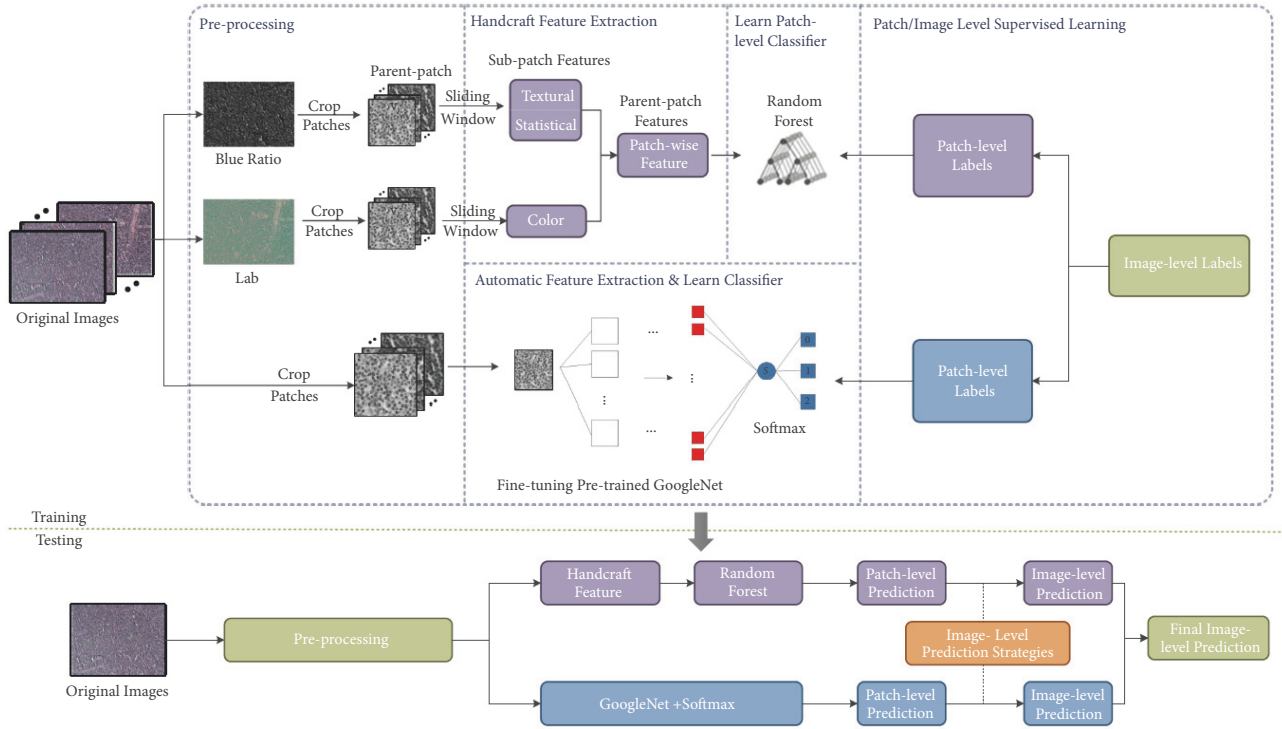 Pre-processing
Handcraft Feature Extraction
Learn Patch-
level Classifier
Patch/Image Level Supervised Learning
Sub-patch Features
Parent-patch
Crop
Patches
Sliding
Window
Textural
Statistical
Parent-patch
Features
Patch-wise
Feature
Random
Forest
Patch-level
Labels
Blue Ratio
Crop
Patches
Sliding
Window
Color
Lab
Image-level Labels
Original Images
Automatic Feature Extraction & Learn Classifier
Crop
Patches
...
...
...
...
S
0
1
2
Softmax
Patch-level
Labels
Fine-tuning Pre-trained GoogleNet
Training
Testing
Handcraft
Feature
Random
Forest
Patch-level
Prediction
Image-level
Prediction
Pre-processing
Image- Level
Prediction Strategies
Final Image-
level Prediction
Original Images
GoogleNet +Softmax
Patch-level
Prediction
Image-level
Prediction